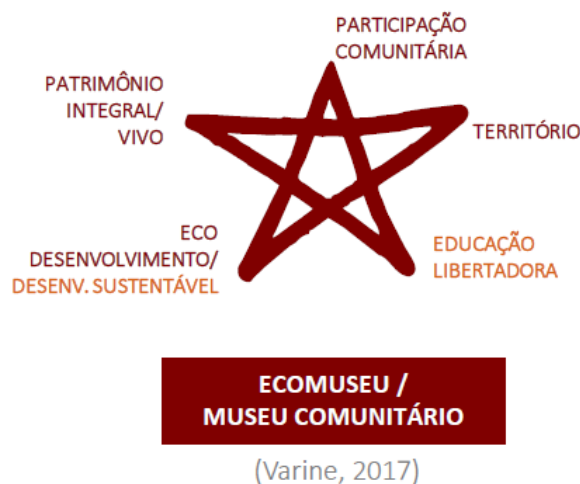 PARTICIPAÇÃO
COMUNITÁRIA
PATRIMÔNIO
INTEGRAL/
VIVO
TERRITÓRIO
ECO
DESENVOLVIMENTO/
DESENV. SUSTENTÁVEL
EDUCAÇÃO
LIBERTADORA
ECOMUSEU /
MUSEU COMUNITÁRIO
(Varine, 2017)